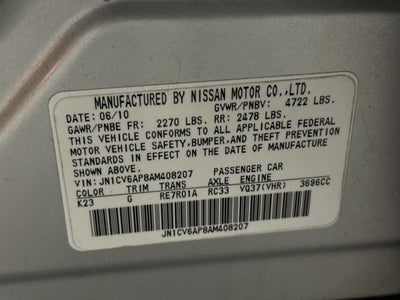 MANUFACTURED BY NISSAN MOTOR CO.,LTD.
DATE: 06/10 GVWR/PNBV: 4722 LBS.
GAWR/PNBE FR: 2270 LBS. RR: 2478 LBS.
THIS VEHICLE CONFORMS TO ALL APPLICABLE FEDERAL
MOTOR VEHICLE SAFETY,BUMPER,AND THEFT PREVENTION
STANDARDS IN EFFECT ON THE DATE OF MANUFACTURE
SHOWN ABOVE.
VIN: JN1CV6AP8AM408207 PASSENGER CAR
COLOR TRIM TRANS AXLE ENGINE
K23 G RE7R01A RC33 VQ37(VHR) 3696CC
JN1CV6AP8AM408207